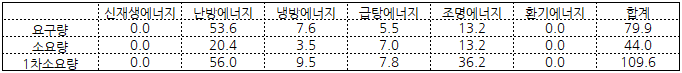 신재생에너지 난방에너지 냉방에너지 급탕에너지 조명에너지 환기에너지 합계
요구량 0.0 53.6 7.6 5.5 13.2 0.0 79.9
소요량 0.0 20.4 3.5 7.0 13.2 0.0 44.0
1차소요량 0.0 56.0 9.5 7.8 36.2 0.0 109.6